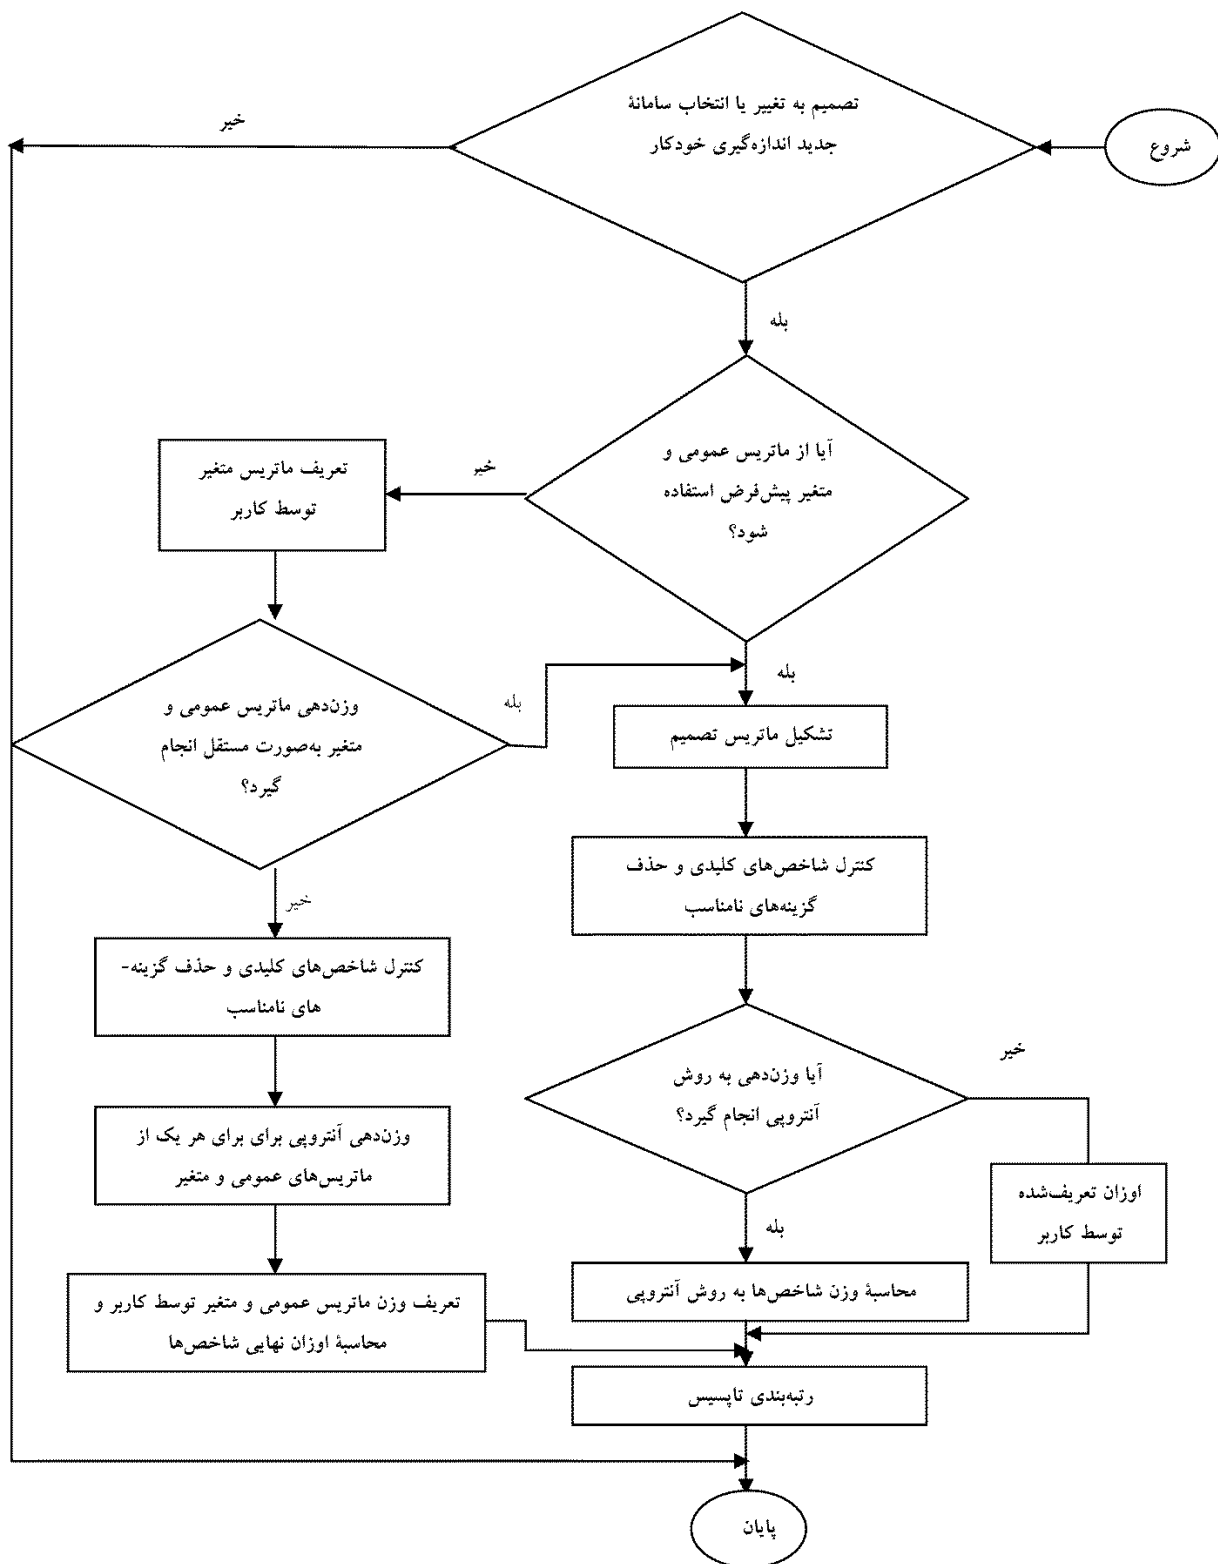 شروع
تصمیم به تغییر یا انتخاب سامانۀ
جدید اندازه‌گیری خودکار
خیر
بله
آیا از ماتریس عمومی و
متغیر پیش‌فرض استفاده
شود؟
خیر
تعریف ماتریس متغیر
توسط کاربر
بله
وزن‌دهی ماتریس عمومی و
متغیر به‌صورت مستقل انجام
گیرد؟
بله
تشکیل ماتریس تصمیم
کنترل شاخص‌های کلیدی و حذف
گزینه‌های نامناسب
خیر
کنترل شاخص‌های کلیدی و حذف گزینه-
های نامناسب
آیا وزن‌دهی به روش
آنتروپی انجام گیرد؟
خیر
وزن‌دهی آنتروپی برای برای هر یک از
ماتریس‌های عمومی و متغیر
اوزان تعریف‌شده
توسط کاربر
بله
محاسبۀ وزن شاخص‌ها به روش آنتروپی
تعریف وزن ماتریس عمومی و متغیر توسط کاربر و
محاسبۀ اوزان نهایی شاخص‌ها
رتبه‌بندی تاپسیس
پایان